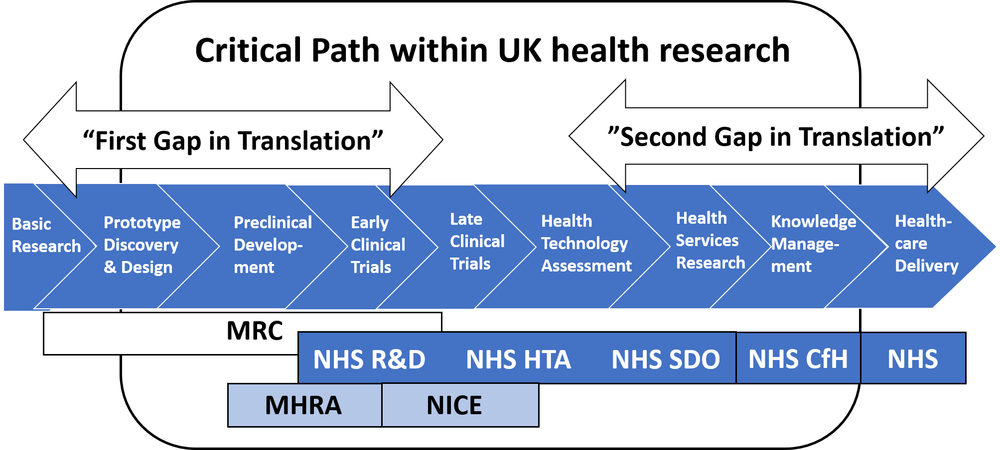 Critical Path within UK health research
“First Gap in Translation”
”Second Gap in Translation”
Basic
Research
Prototype
Discovery
& Design
Preclinical
Develop-
ment
Early
Clinical
Trials
Late
Clinical
Trials
Health
Technology
Assessment
Health
Services
Research
Knowledge
Manage-
ment
Health-
care
Delivery
MRC
NHS R&D
NHS HTA
NHS SDO
NHS CfH
NHS
MHRA
NICE